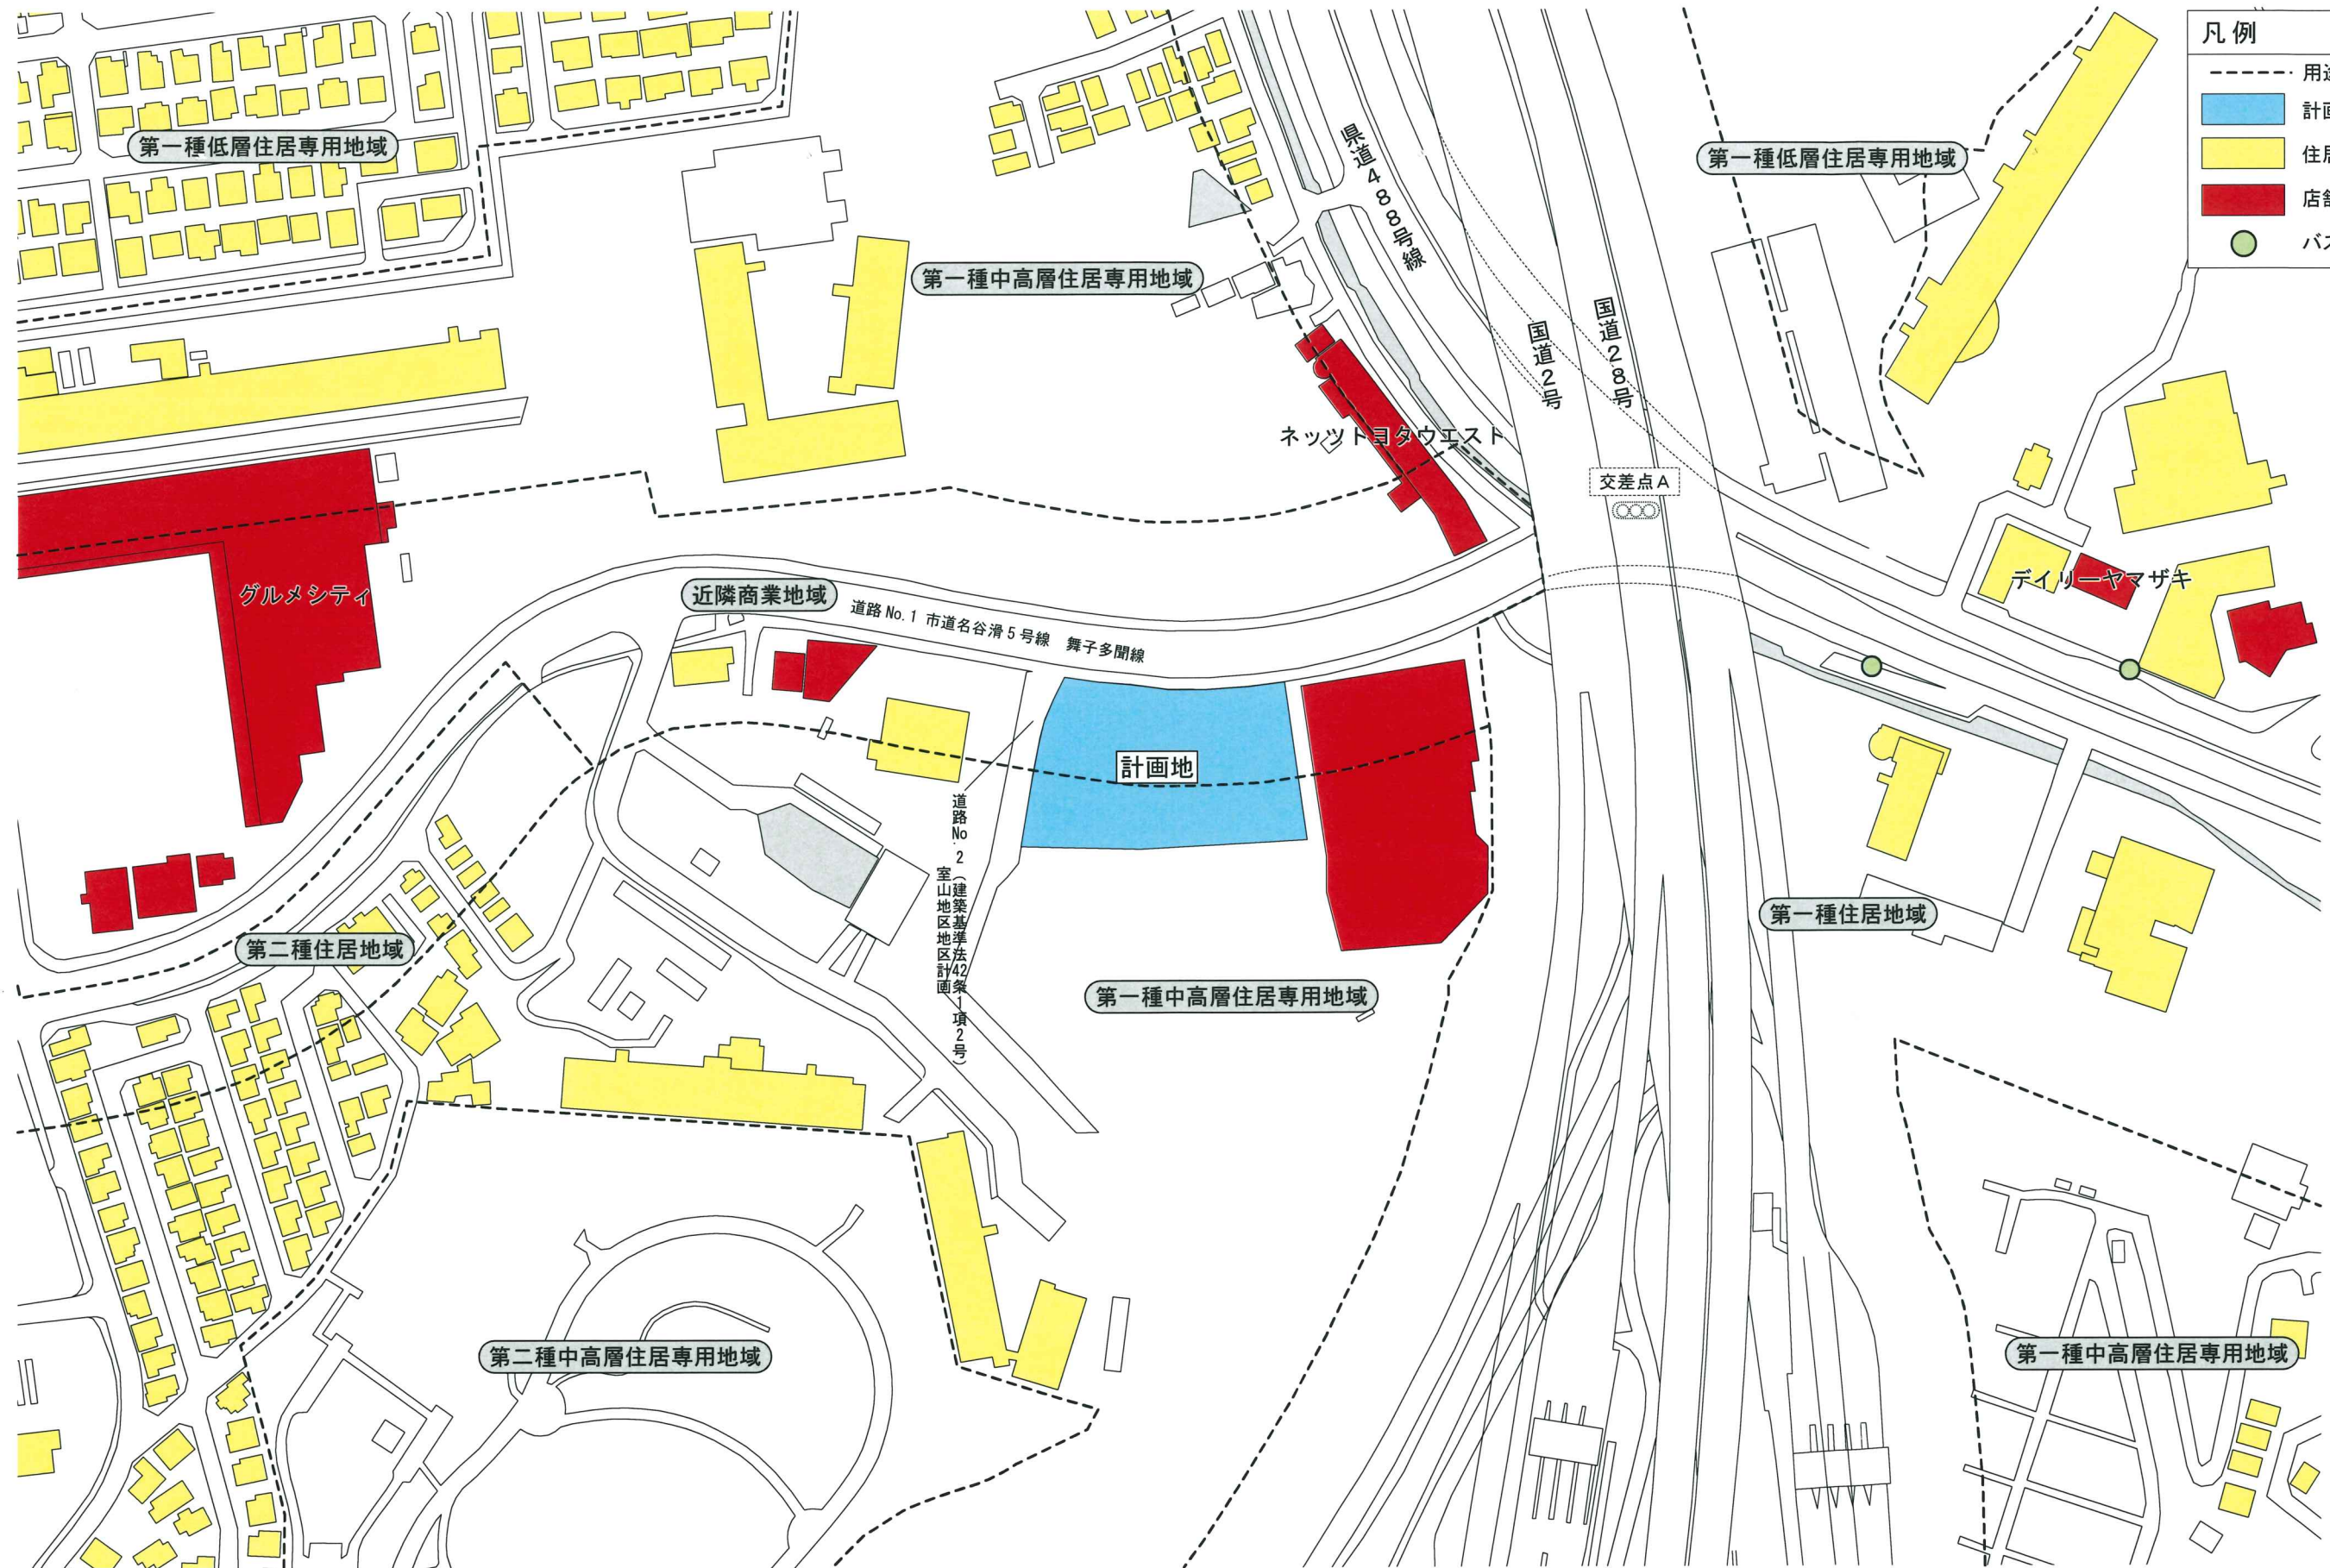 凡例
用途
計画
住居
店舗
バス
第一種低層住居専用地域
第一種低層住居専用地域
県道488号線
第一種中高層住居専用地域
国道2号
国道28号
ネッツトヨタウエスト
交差点A
グルメシティ
近隣商業地域
道路No.1 市道名谷滑5号線 舞子多聞線
デイリーヤマザキ
計画地
道路No.2(建築基準法42条1項2号)
室山地区地区計画
第二種住居地域
第一種住居地域
第一種中高層住居専用地域
第二種中高層住居専用地域
第一種中高層住居専用地域